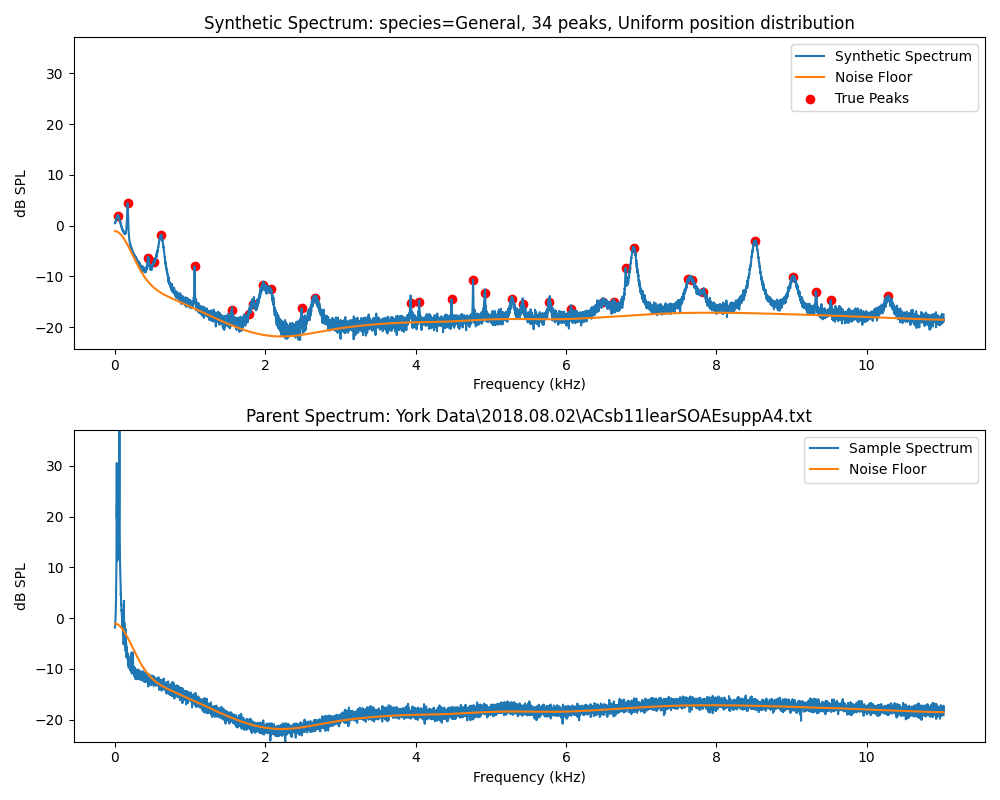 Synthetic Spectrum: species=General, 34 peaks, Uniform position distribution
30
20
10
0
−10
−20
dB SPL
Synthetic Spectrum
Noise Floor
True Peaks
0 2 4 6 8 10
Frequency (kHz)
Parent Spectrum: York Data\2018.08.02\ACsb11learSOAEsuppA4.txt
30
20
10
0
−10
−20
dB SPL
Sample Spectrum
Noise Floor
0 2 4 6 8 10
Frequency (kHz)